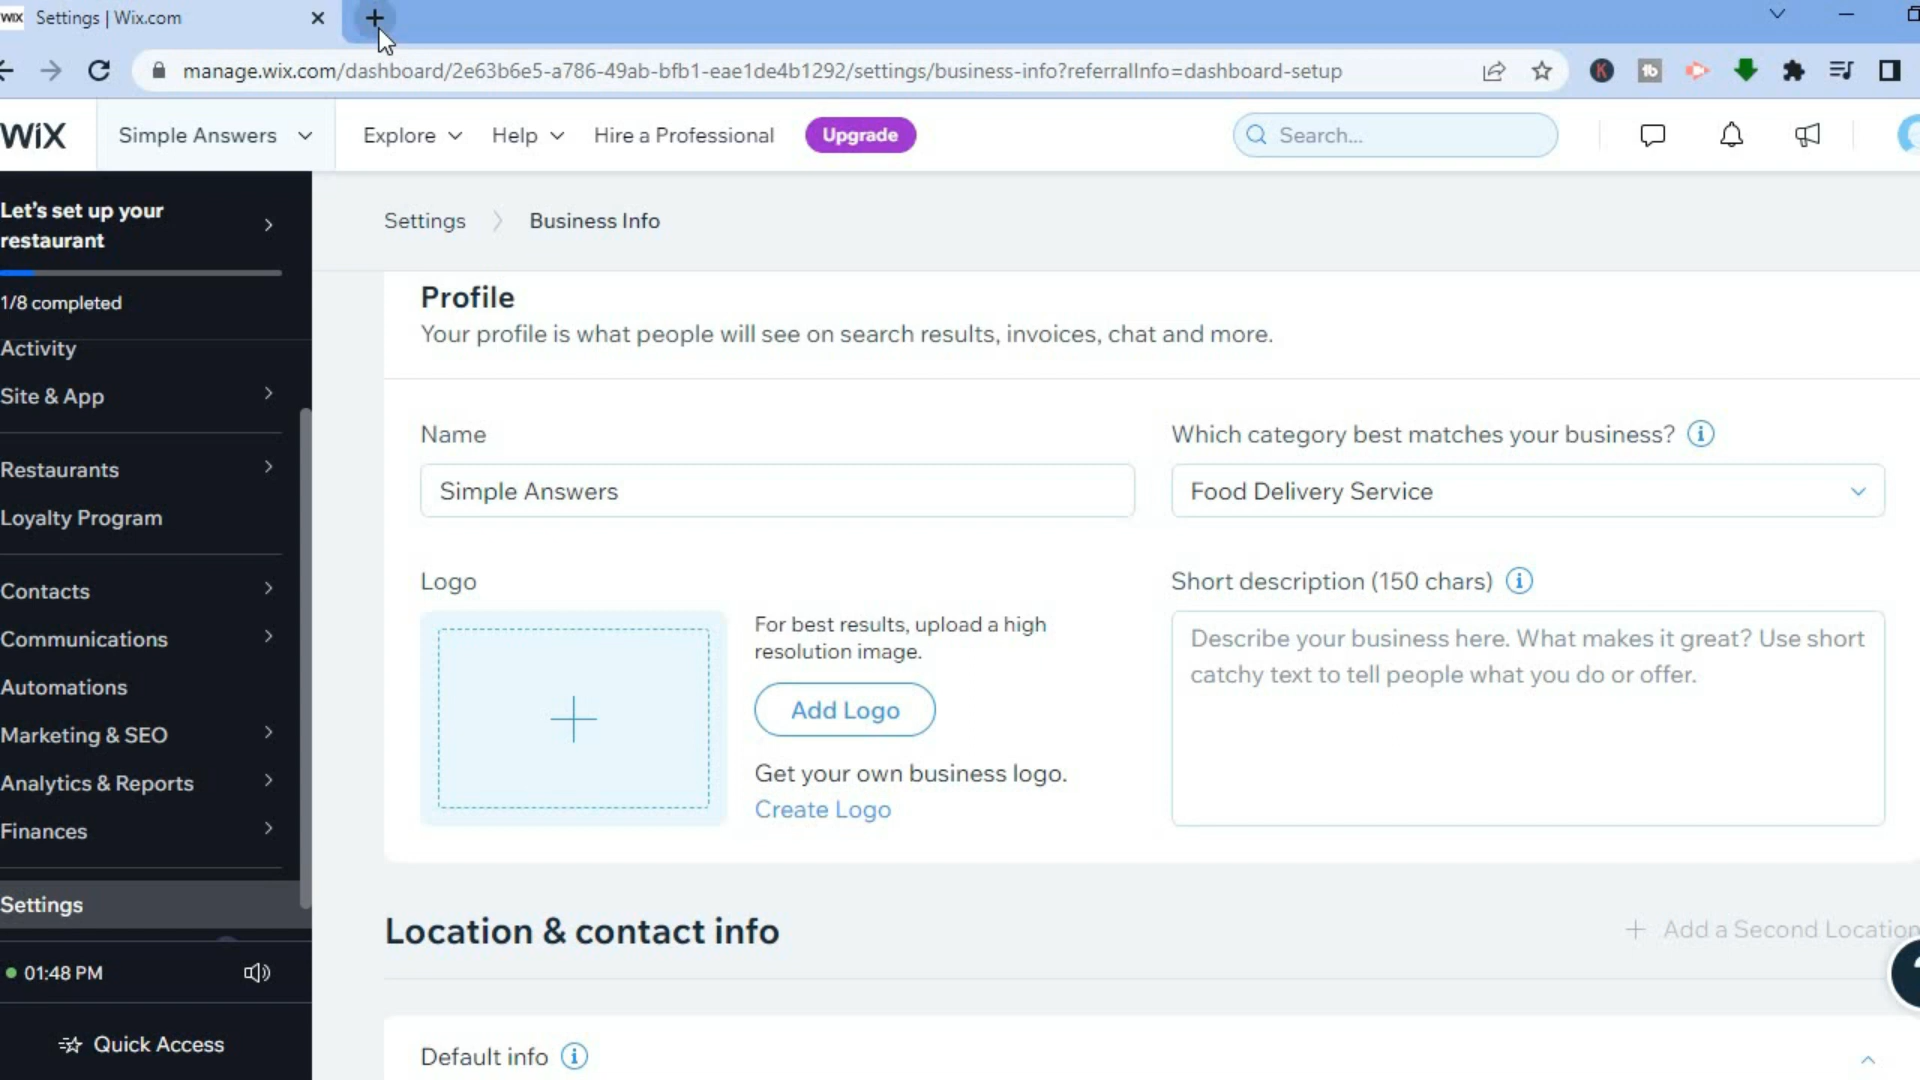 WiX Settings | Wix.com
manage.wix.com/dashboard/2e63b6e5-a786-49ab-bfb1-eae1de4b1292/settings/business-info?referralInfo=dashboard-setup
WiX
Simple Answers
Explore
Help
Hire a Professional
Upgrade
Search...
Let's set up your
restaurant
1/8 completed
Activity
Site & App
Restaurants
Loyalty Program
Contacts
Communications
Automations
Marketing & SEO
Analytics & Reports
Finances
Settings
01:48 PM
Quick Access
Settings
Business Info
Profile
Your profile is what people will see on search results, invoices, chat and more.
Name
Simple Answers
Which category best matches your business?
Food Delivery Service
Logo
For best results, upload a high
resolution image.
Add Logo
Get your own business logo.
Create Logo
Short description (150 chars)
Describe your business here. What makes it great? Use short
catchy text to tell people what you do or offer.
Location & contact info
Add a Second Location
Default info